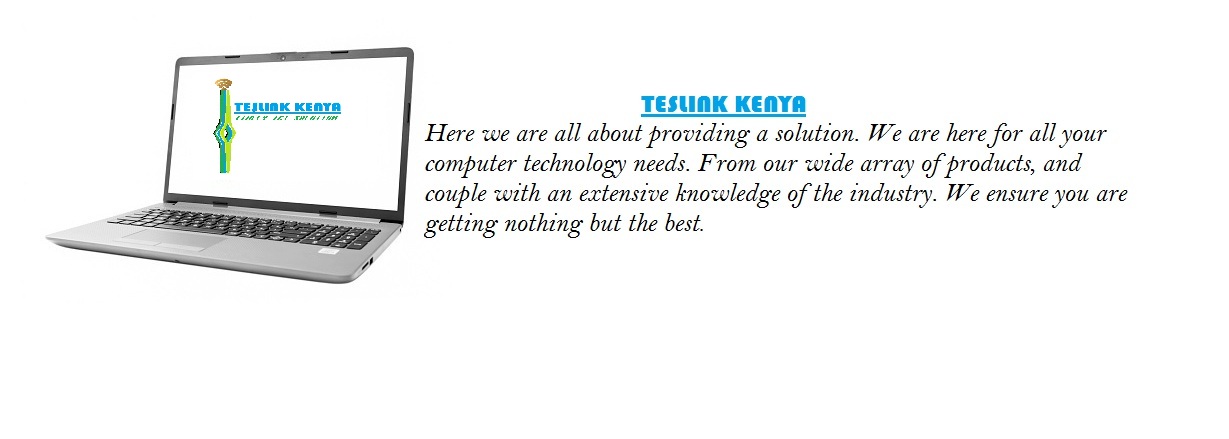 TESLINK KENYA
TESLINK KENYA
Here we are all about providing a solution. We are here for all your
computer technology needs. From our wide array of products, and
couple with an extensive knowledge of the industry. We ensure you are
getting nothing but the best.